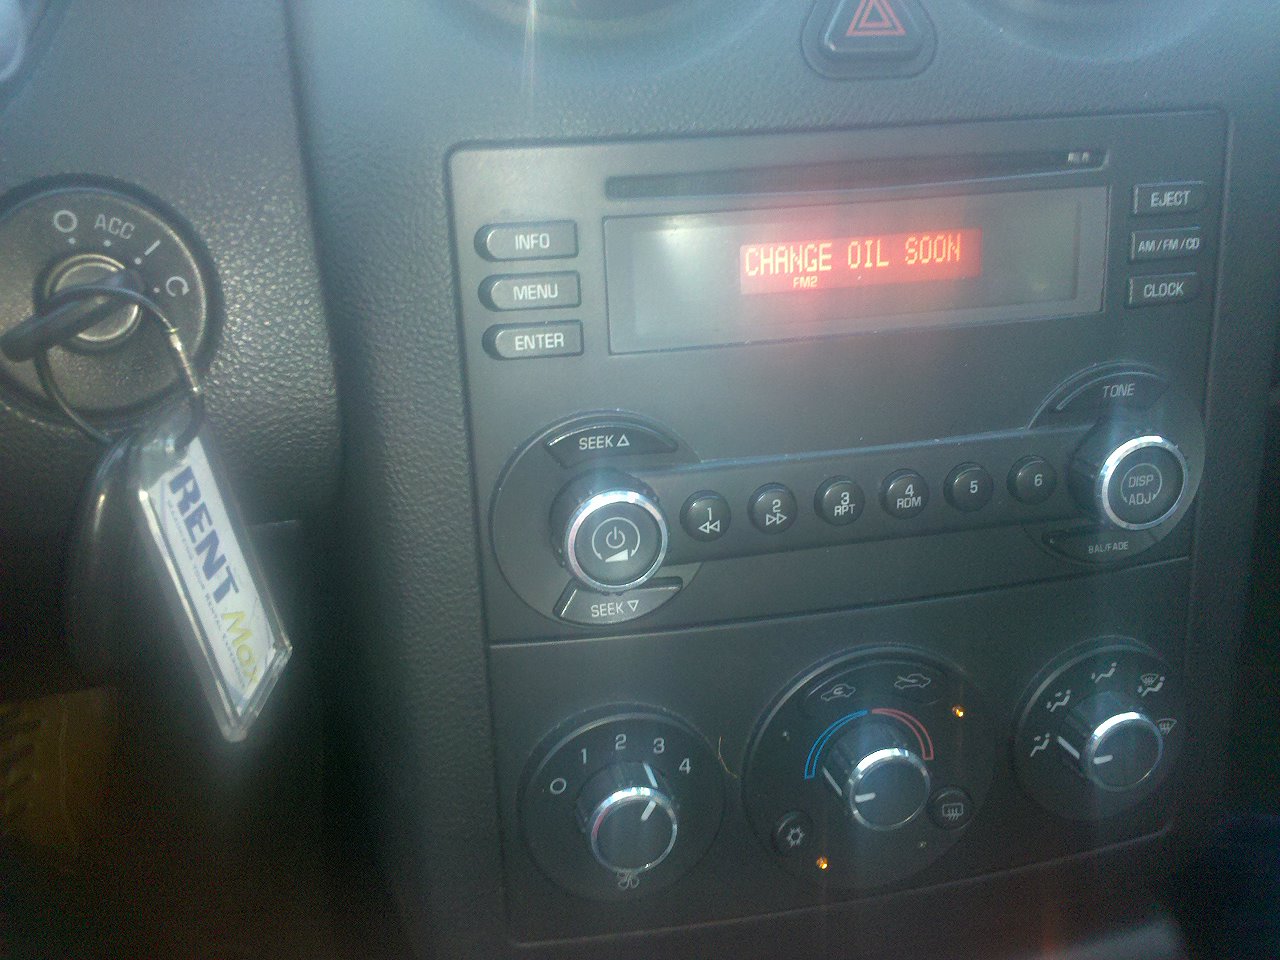 CHANGE OIL SOON
FM2
INFO
MENU
ENTER
EJECT
AM/FM/CD
CLOCK
O ACC I
SEEK
TONE
1
2
3
RPT
4
RDM
5
6
DISP
ADJ
BAL/FADE
SEEK
RENT Max
O 1 2 3 4